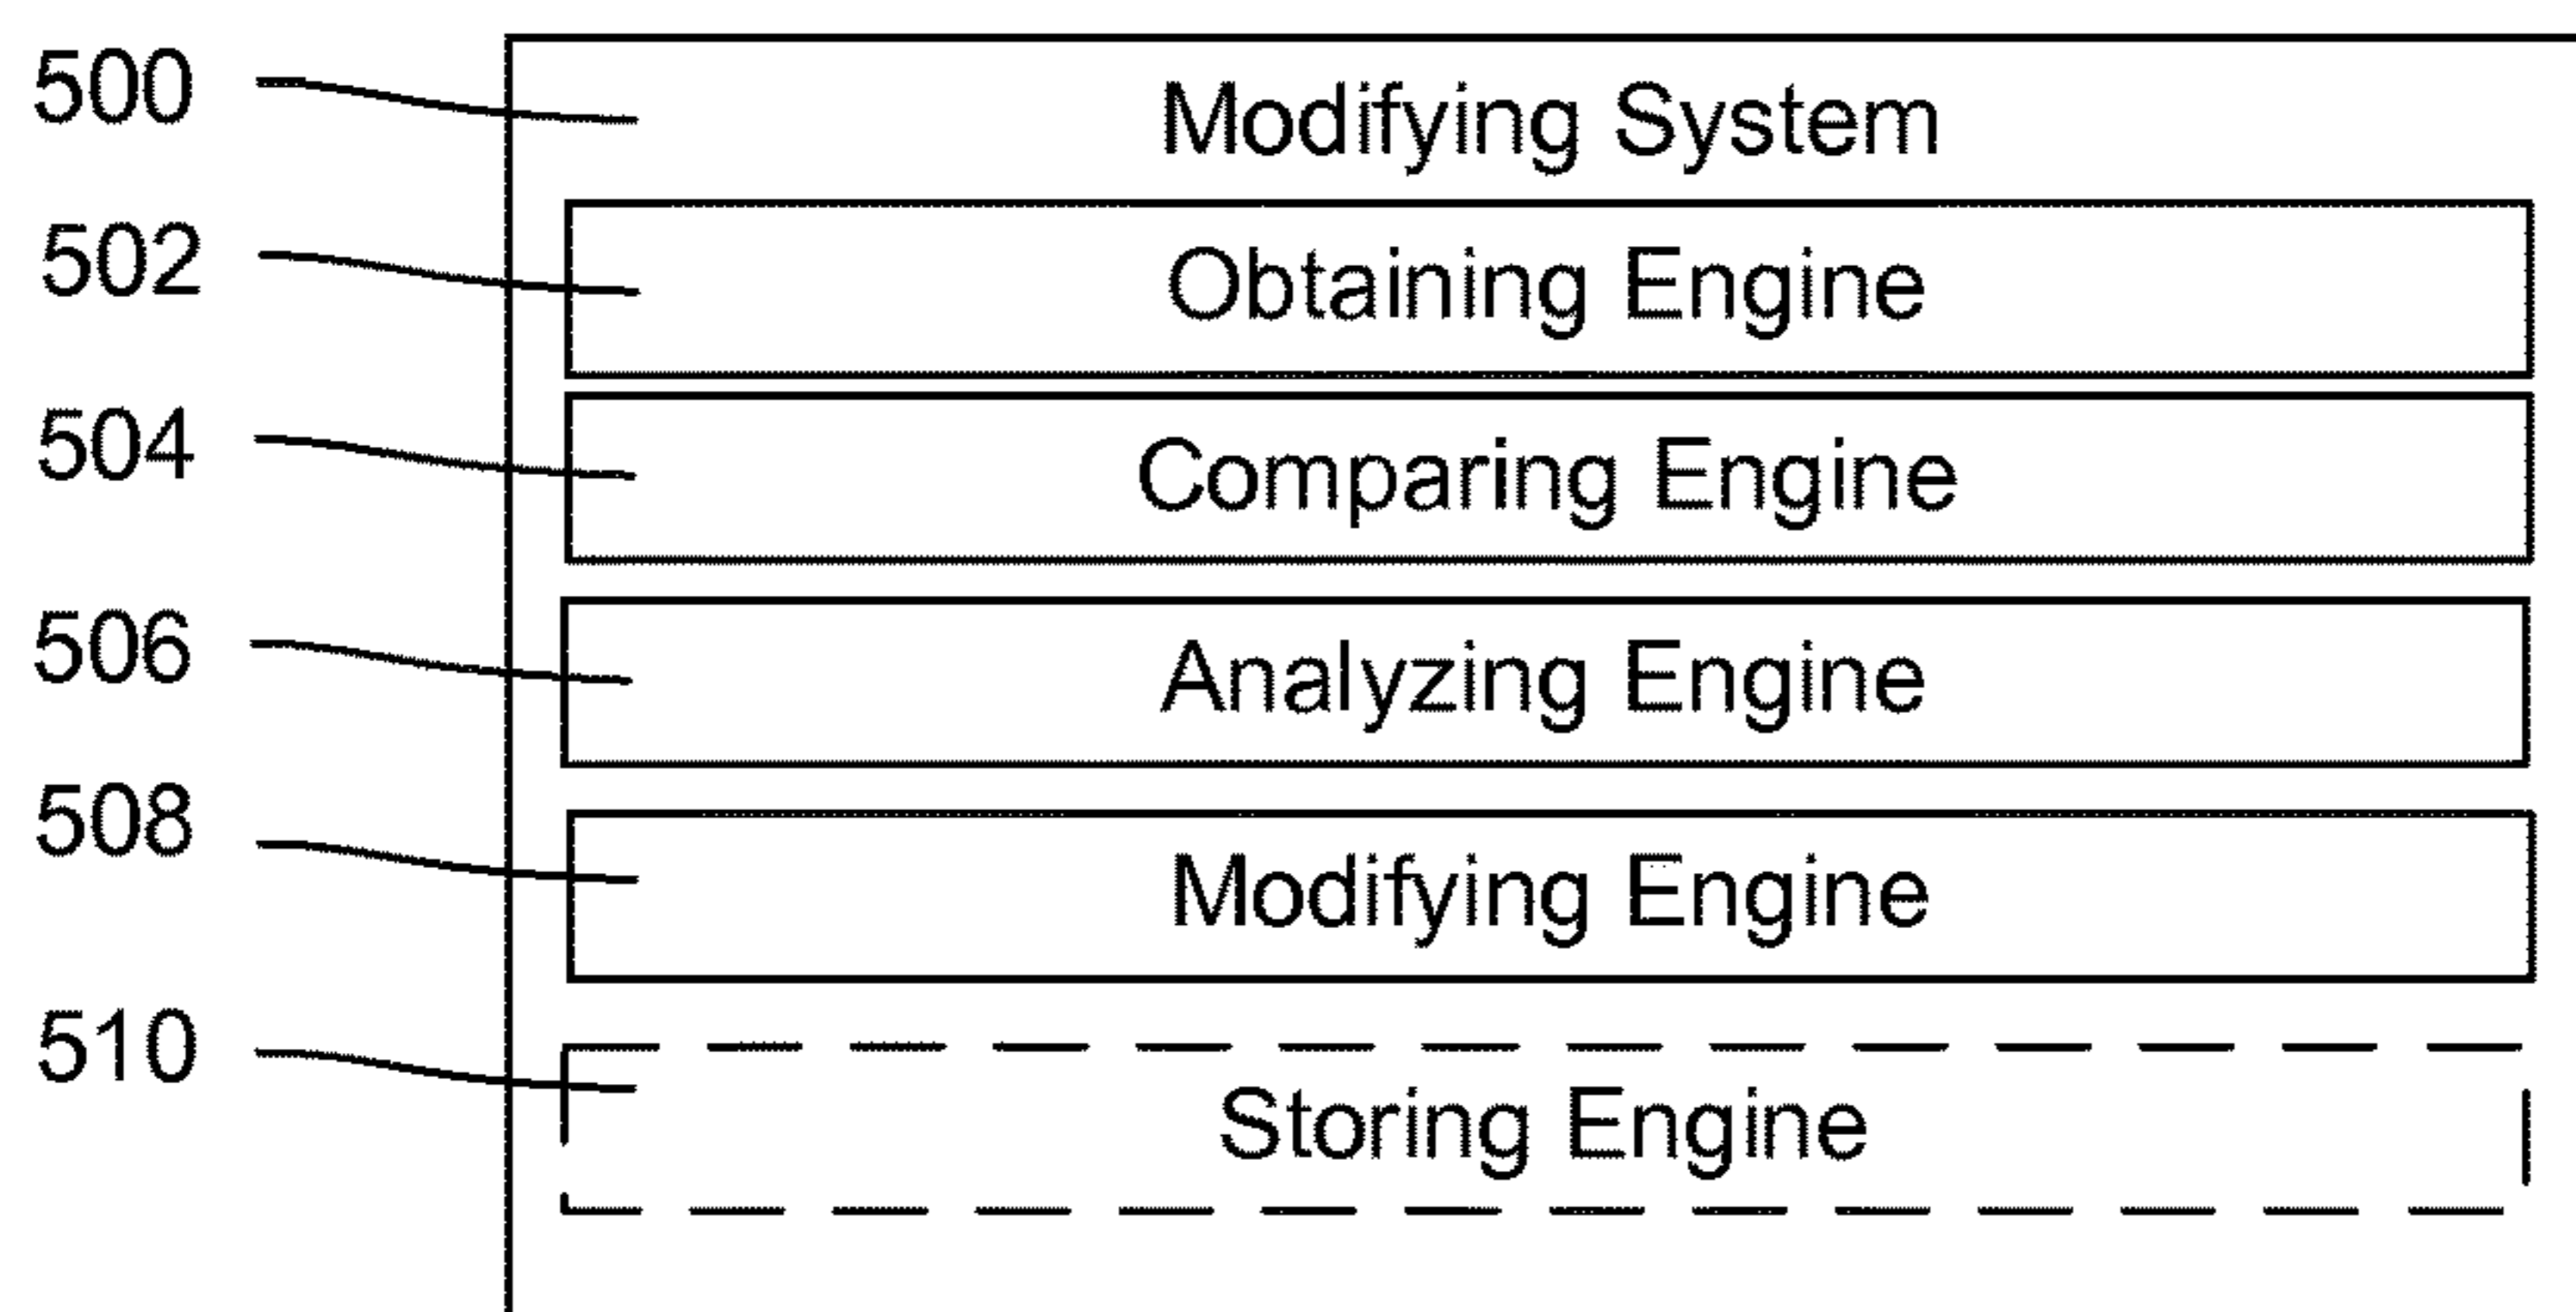 500 Modifying System
502 Obtaining Engine
504 Comparing Engine
506 Analyzing Engine
508 Modifying Engine
510 Storing Engine